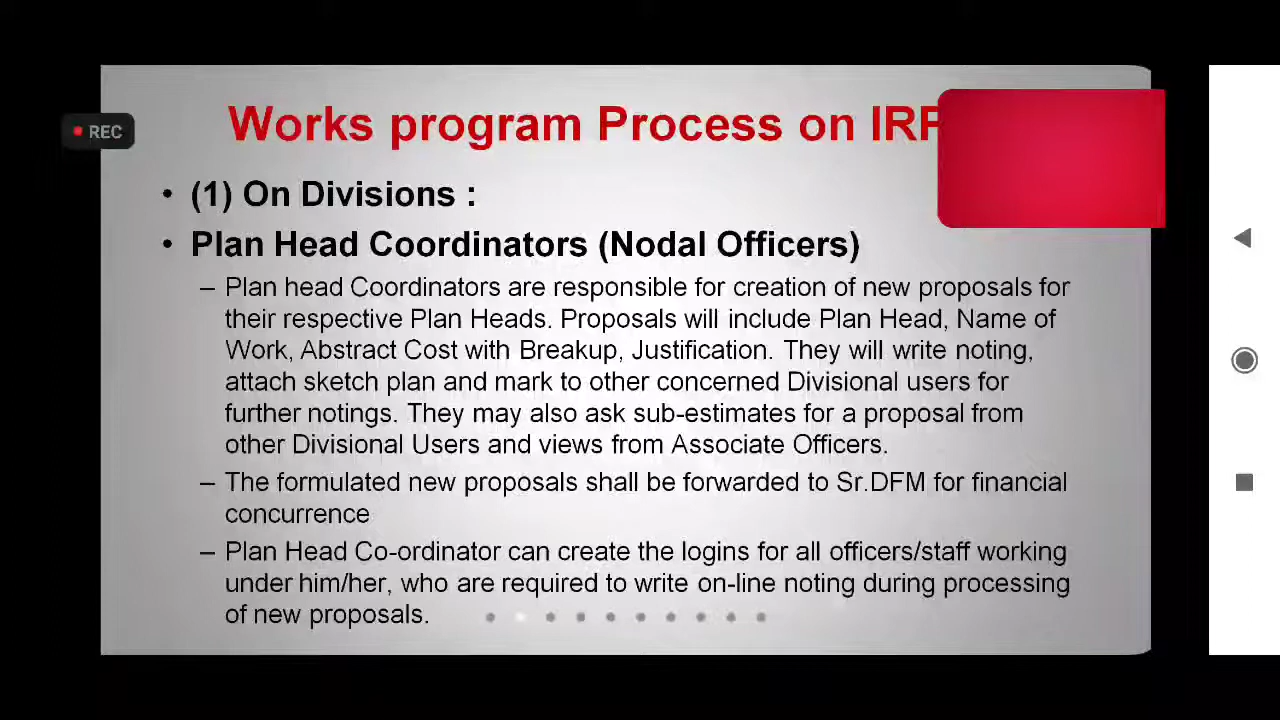 Works program Process on IRP
REC
• (1) On Divisions :
• Plan Head Coordinators (Nodal Officers)
– Plan head Coordinators are responsible for creation of new proposals for
their respective Plan Heads. Proposals will include Plan Head, Name of
Work, Abstract Cost with Breakup, Justification. They will write noting,
attach sketch plan and mark to other concerned Divisional users for
further notings. They may also ask sub-estimates for a proposal from
other Divisional Users and views from Associate Officers.
– The formulated new proposals shall be forwarded to Sr.DFM for financial
concurrence
– Plan Head Co-ordinator can create the logins for all officers/staff working
under him/her, who are required to write on-line noting during processing
of new proposals.